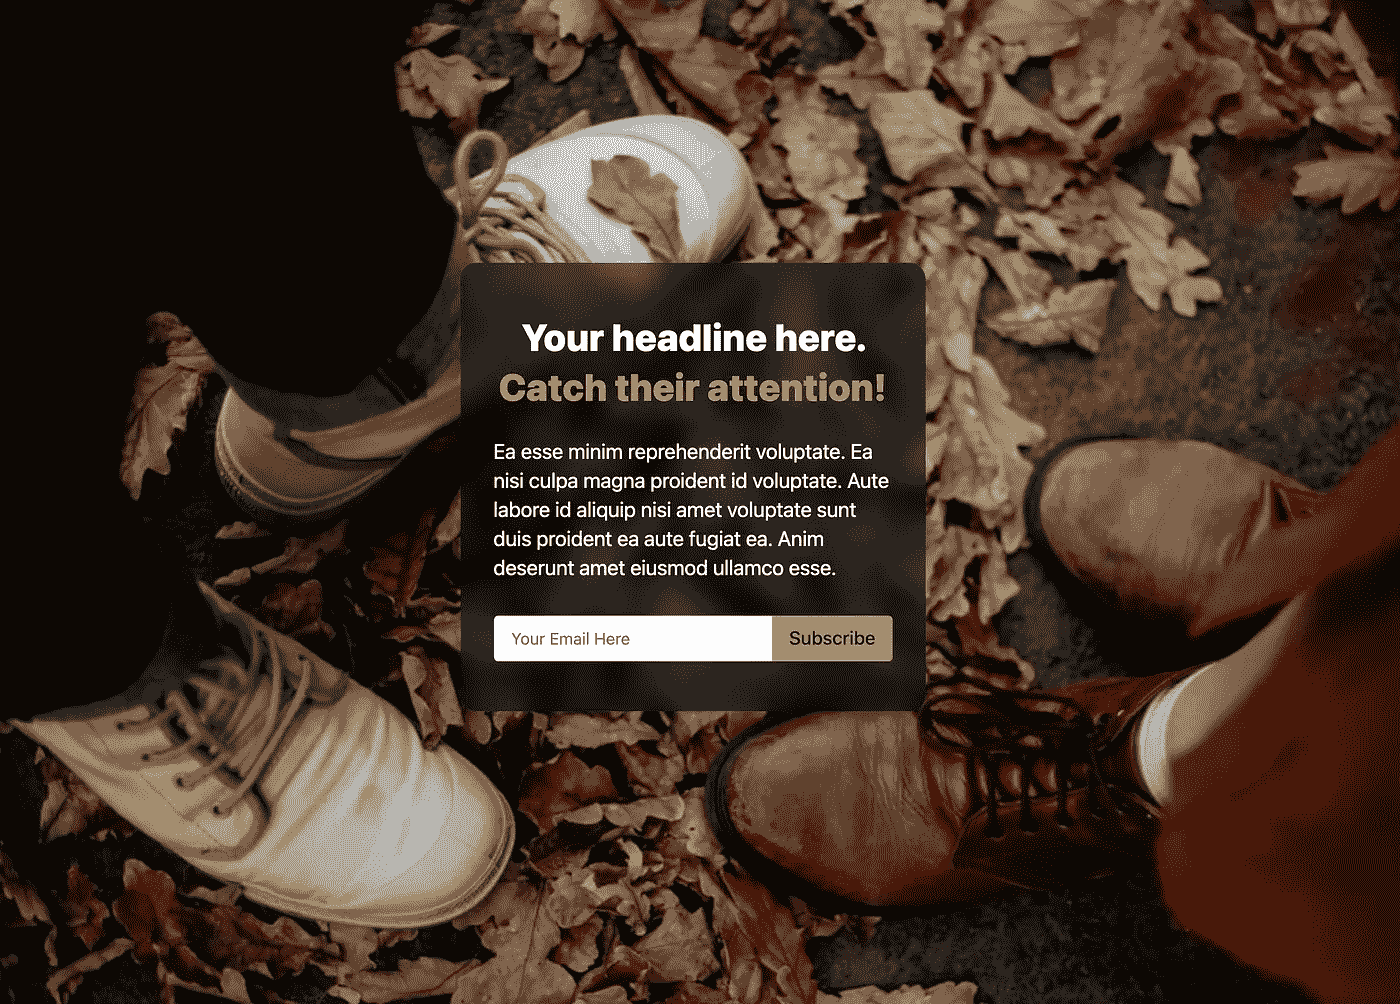 Your headline here.
Catch their attention!
Ea esse minim reprehenderit voluptate. Ea
nisi culpa magna proident id voluptate. Aute
labore id aliquip nisi amet voluptate sunt
duis proident ea aute fugiat ea. Anim
deserunt amet eiusmod ullamco esse.
Your Email Here
Subscribe